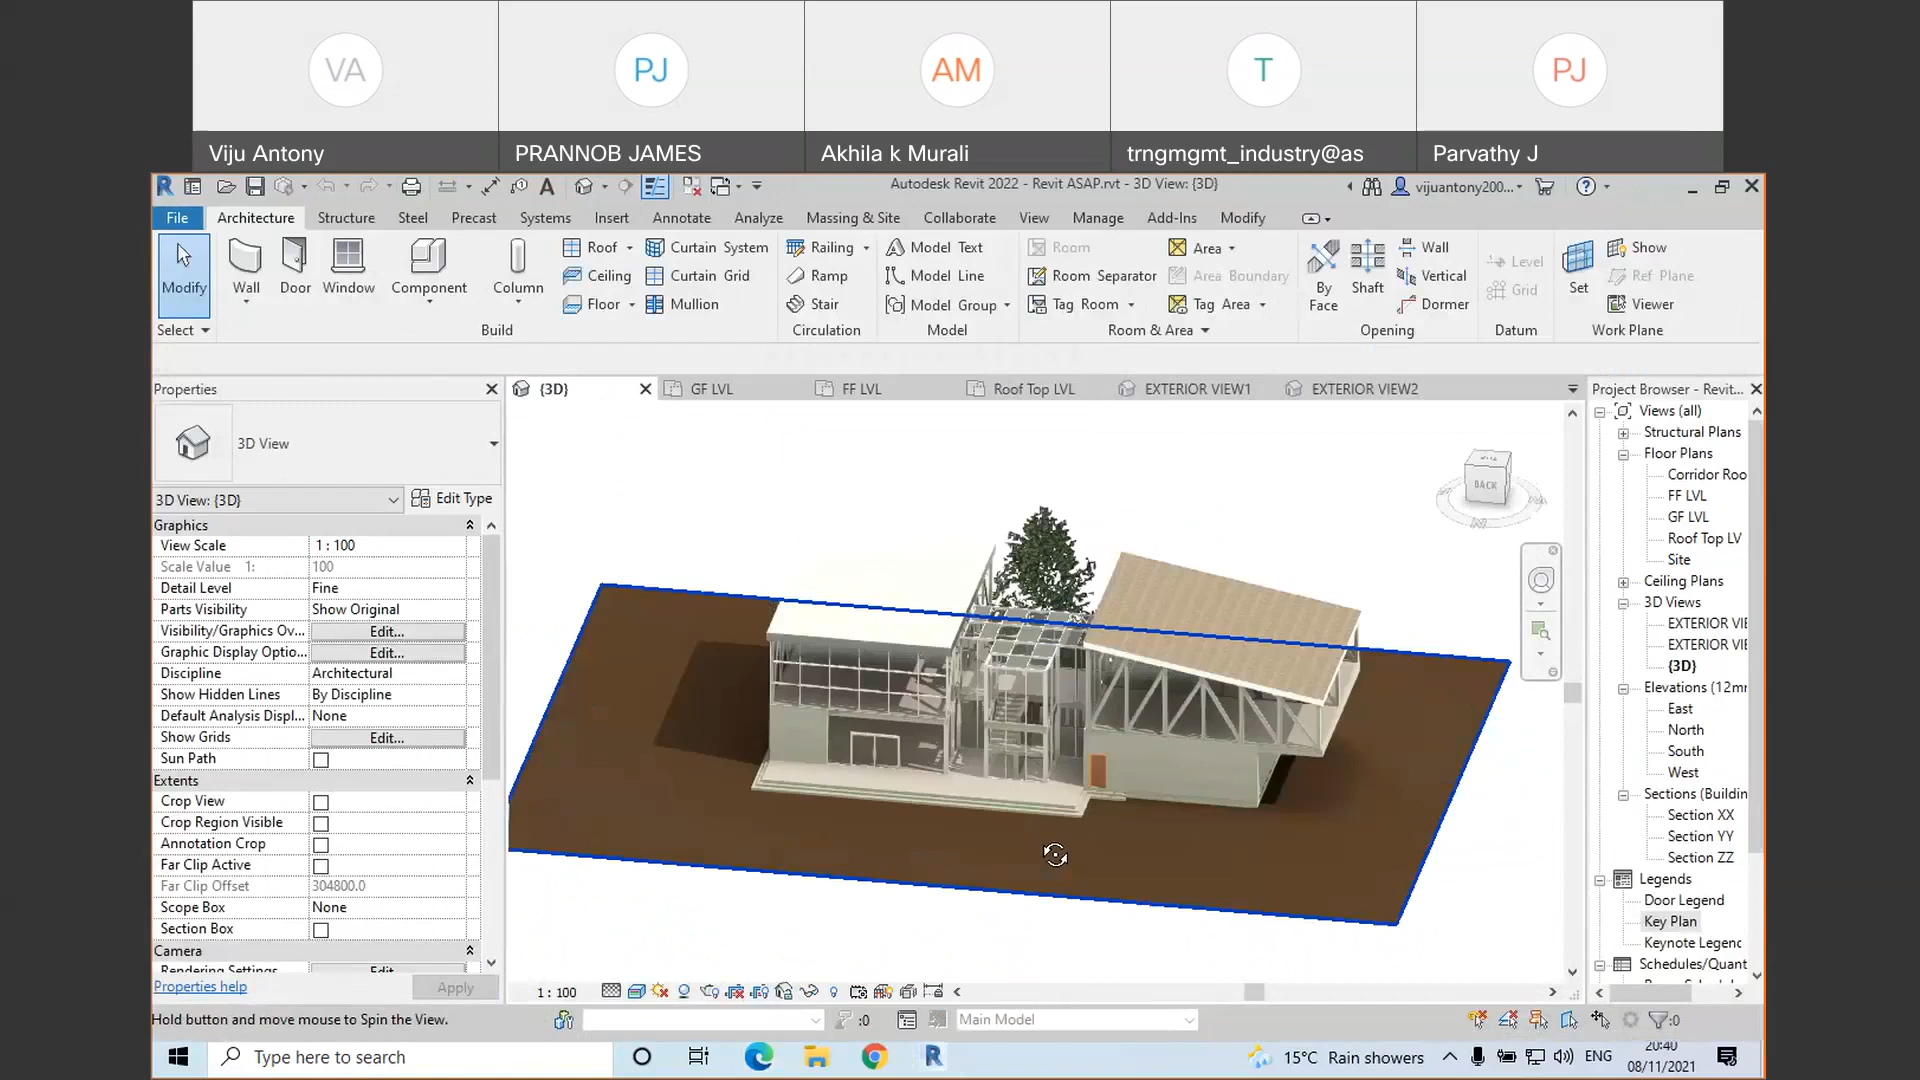 VA PJ AM T PJ
Viju Antony PRANNOB JAMES Akhila k Murali trngmgmt_industry@as Parvathy J
Autodesk Revit 2022 - Revit ASAP.rvt - 3D View: {3D} vijuantony200...
File Architecture Structure Steel Precast Systems Insert Annotate Analyze Massing & Site Collaborate View Manage Add-Ins Modify
Roof Curtain System Railing Model Text Room Area Wall Show
Modify Wall Door Window Component Column Ceiling Curtain Grid Ramp Model Line Room Separator Area Boundary By Face Shaft Vertical Level Set Ref Plane
Floor Mullion Stair Model Group Tag Room Tag Area Dormer Grid Viewer
Select Build Circulation Model Room & Area Opening Datum Work Plane
Properties {3D} GF LVL FF LVL Roof Top LVL EXTERIOR VIEW1 EXTERIOR VIEW2 Project Browser - Revit...
3D View
3D View: {3D} Edit Type
Graphics
View Scale 1 : 100
Scale Value 1: 100
Detail Level Fine
Parts Visibility Show Original
Visibility/Graphics Ov... Edit...
Graphic Display Optio... Edit...
Discipline Architectural
Show Hidden Lines By Discipline
Default Analysis Displ... None
Show Grids Edit...
Sun Path
Extents
Crop View
Crop Region Visible
Annotation Crop
Far Clip Active
Far Clip Offset 304800.0
Scope Box None
Section Box
Camera
Rendering Settings Edit...
Properties help Apply
BACK
Views (all)
Structural Plans
Floor Plans
Corridor Roo
FF LVL
GF LVL
Roof Top LV
Site
Ceiling Plans
3D Views
EXTERIOR VIE
EXTERIOR VIE
{3D}
Elevations (12mr
East
North
South
West
Sections (Buildin
Section XX
Section YY
Section ZZ
Legends
Door Legend
Key Plan
Keynote Legenc
Schedules/Quant
1 : 100
Hold button and move mouse to Spin the View. :0 Main Model :0
Type here to search 15°C Rain showers ENG 20:40
08/11/2021